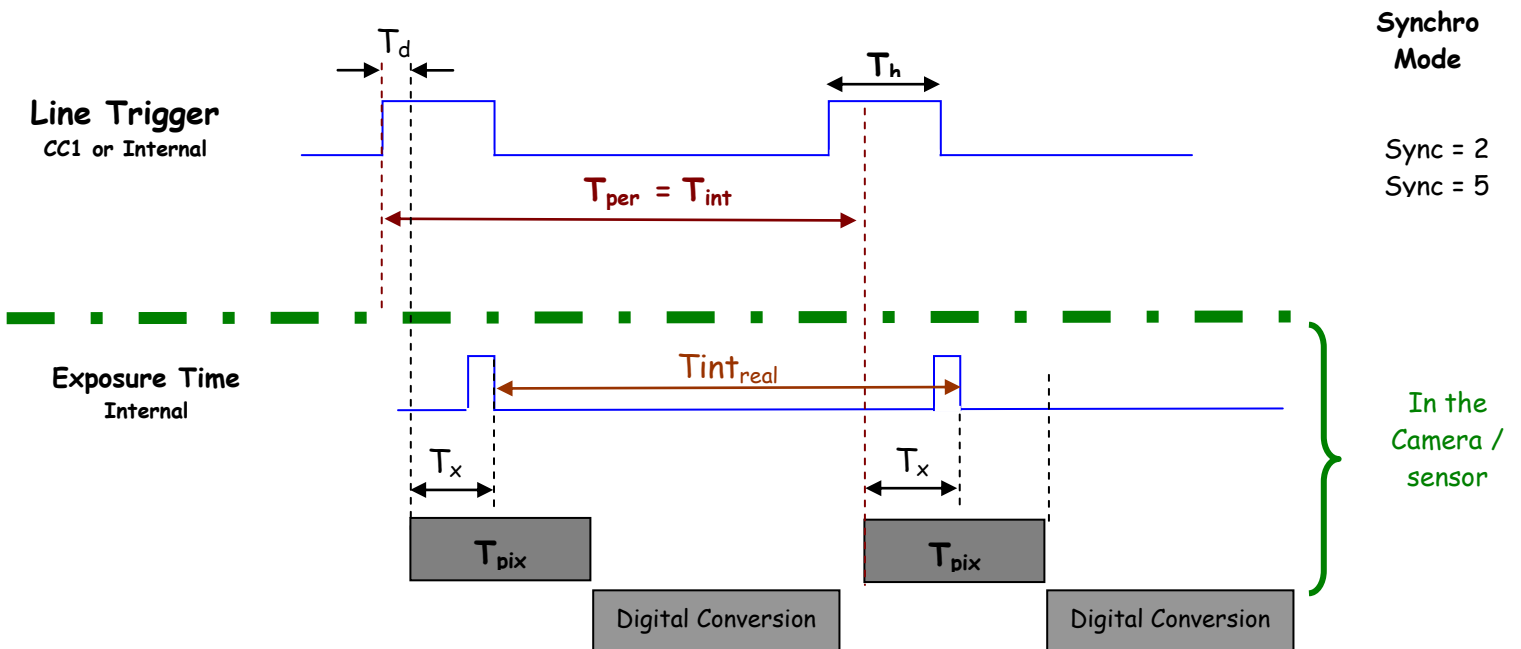 Synchro
Mode
Td
Th
Line Trigger
CC1 or Internal
Sync = 2
Sync = 5
Tper = Tint
Exposure Time
Internal
Tintreal
In the
Camera /
sensor
Tx
Tx
Tpix
Tpix
Digital Conversion
Digital Conversion